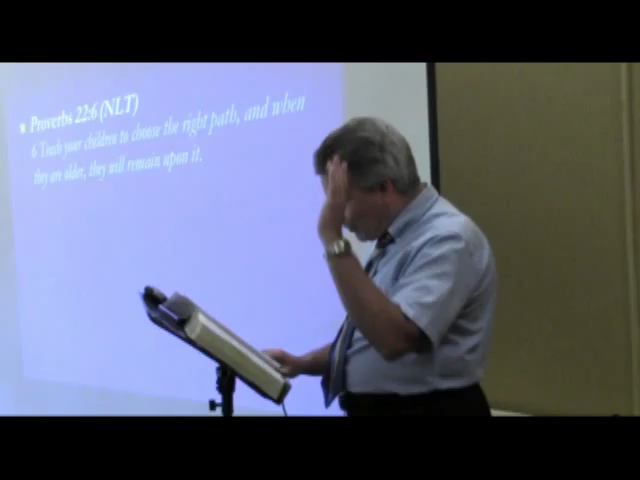 Proverbs 22:6 (NLT)
6 Teach your children to choose the right path, and when
they are older, they will remain upon it.